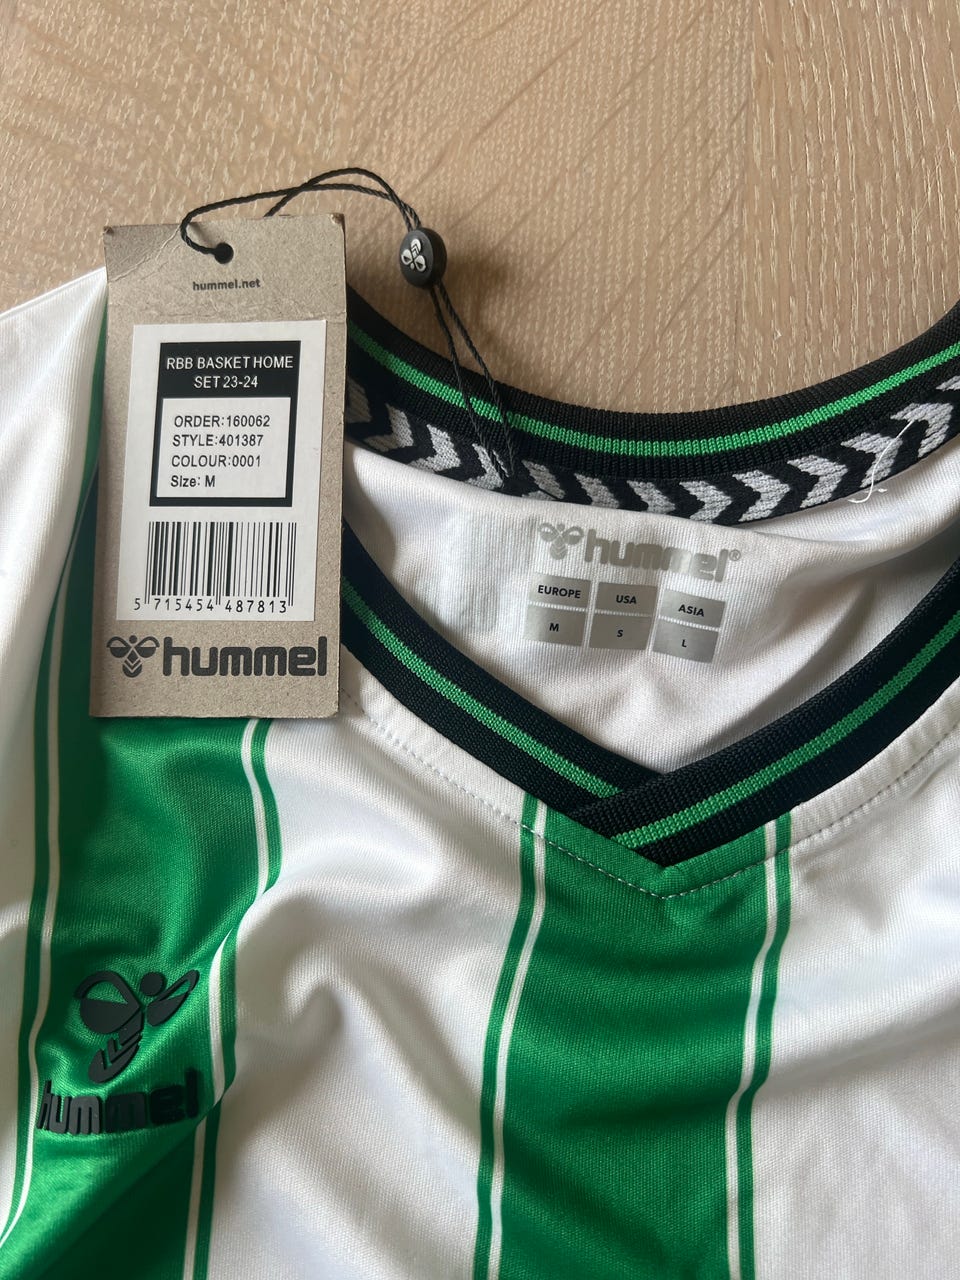 hummel.net
RBB BASKET HOME
SET 23-24
ORDER:160062
STYLE:401387
COLOUR:0001
Size: M
5 715454 487813
hummel
hummel®
EUROPE USA ASIA
M S L
hummel